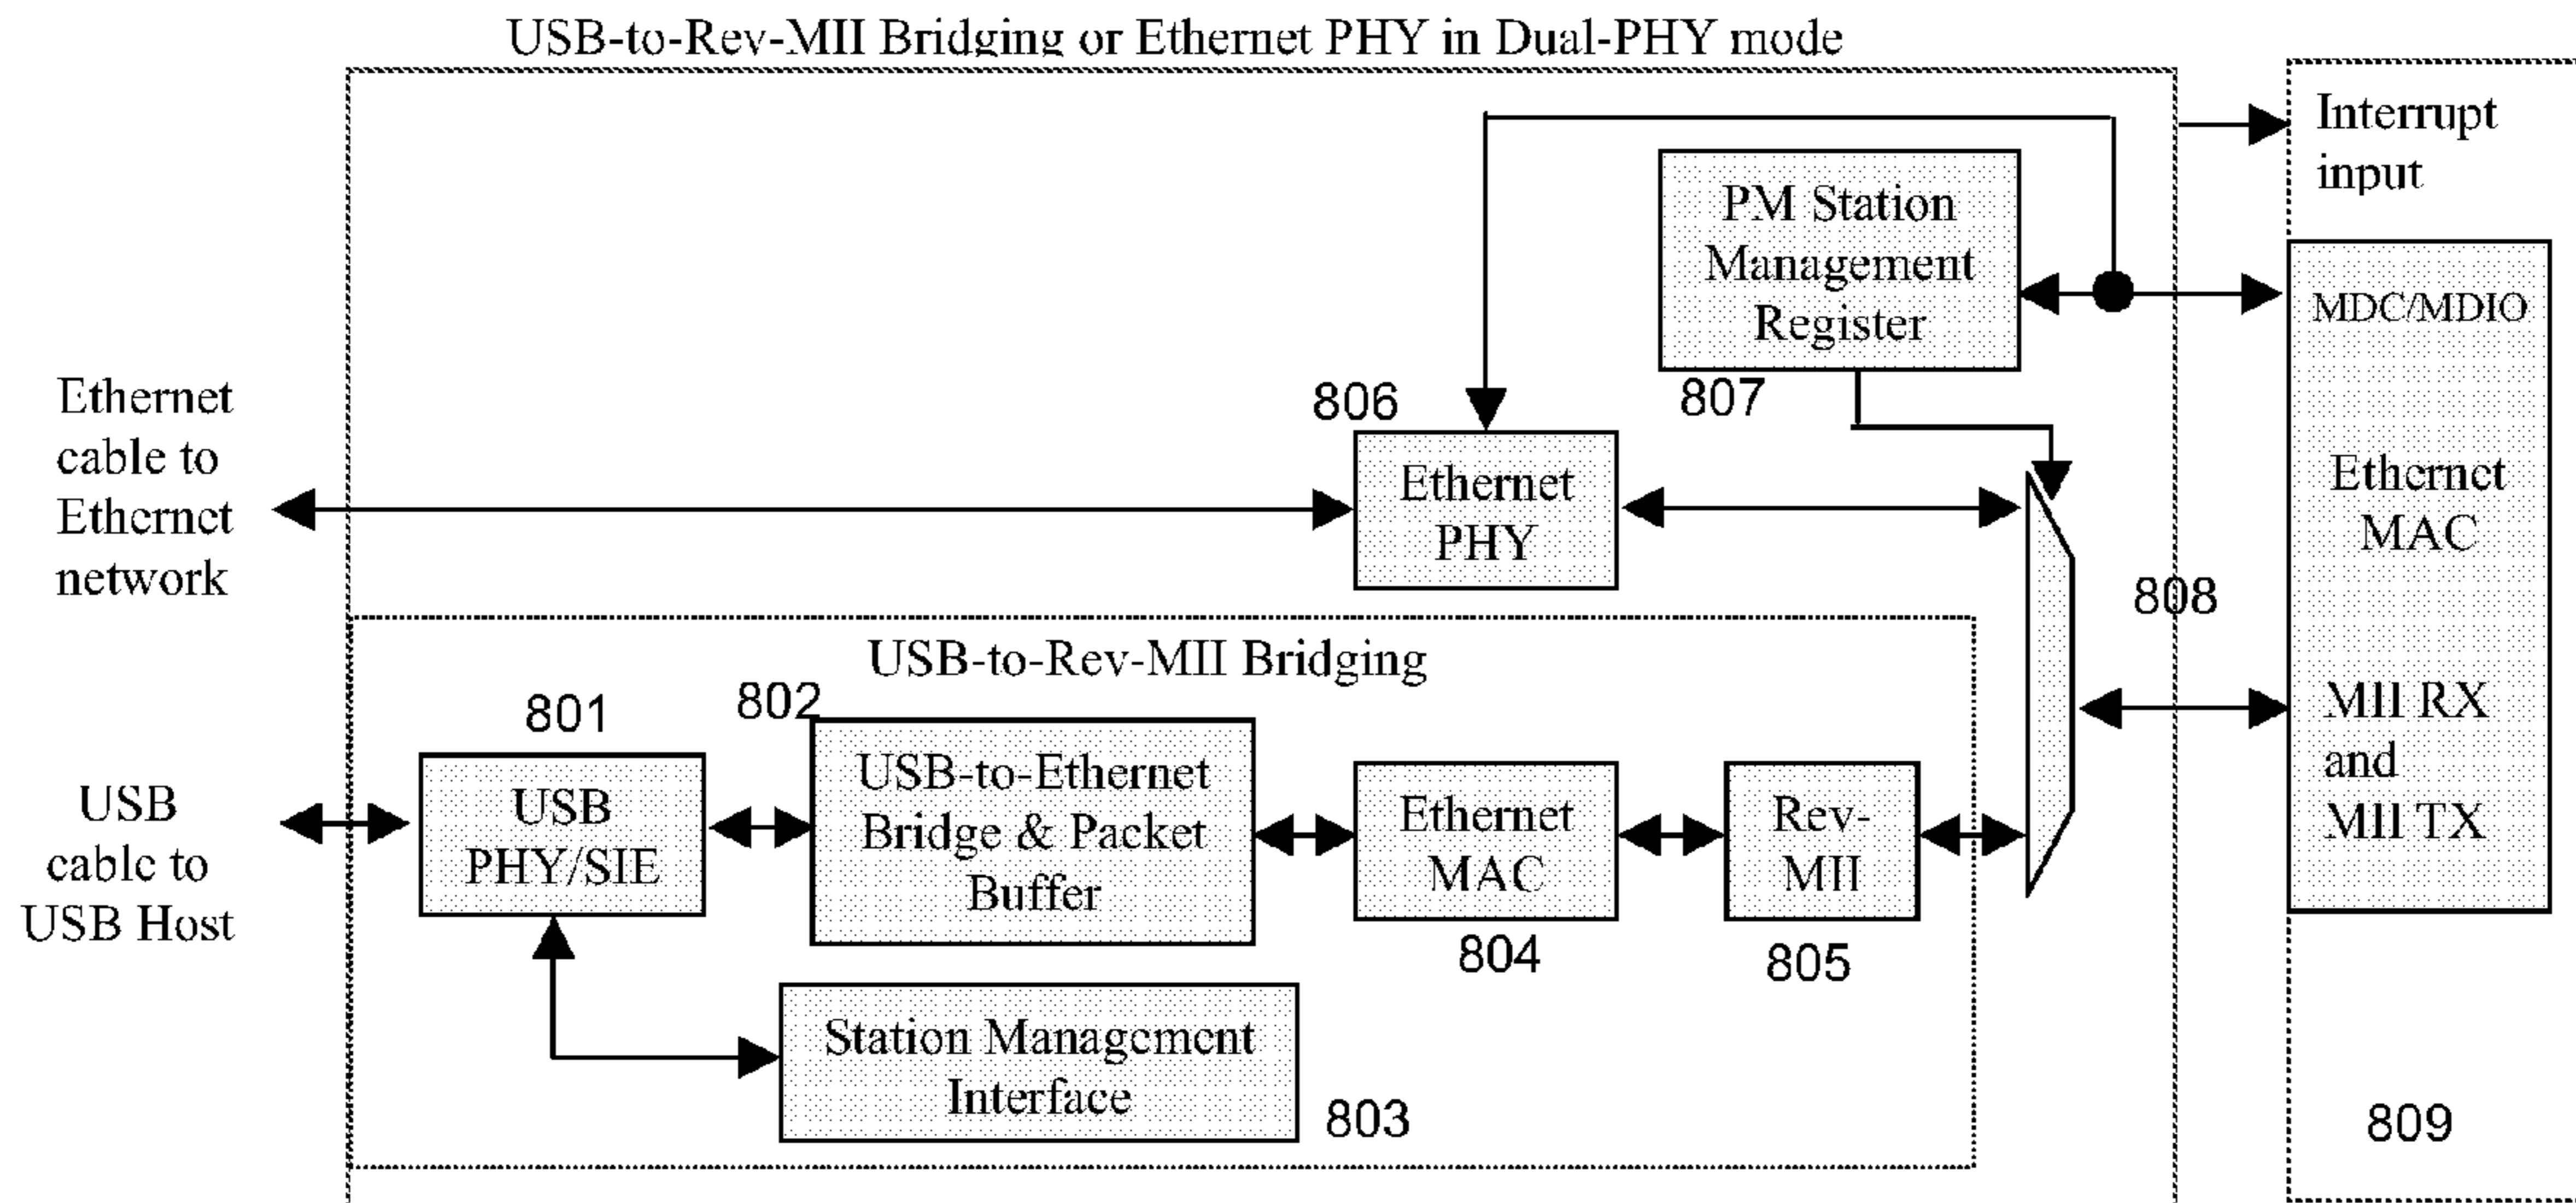 USB-to-Rev-MII Bridging or Ethernet PHY in Dual-PHY mode
Interrupt
input
PM Station
Management
Register
807
MDC/MDIO
Ethernet
MAC
MII RX
and
MII TX
809
Ethernet
cable to
Ethernet
network
806
Ethernet
PHY
808
USB-to-Rev-MII Bridging
USB
cable to
USB Host
801
USB
PHY/SIE
802
USB-to-Ethernet
Bridge & Packet
Buffer
Ethernet
MAC
804
Rev-
MII
805
Station Management
Interface
803